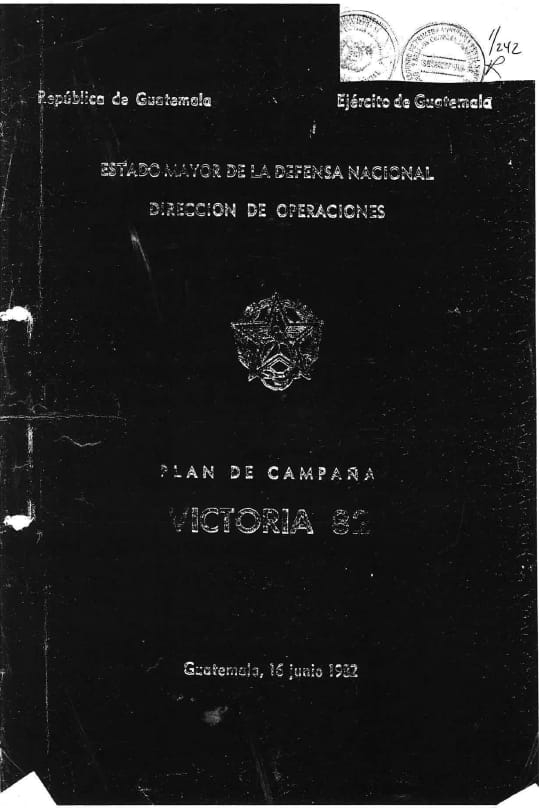 1/242
República de Guatemala
Ejército de Guatemala
ESTADO MAYOR DE LA DEFENSA NACIONAL
DIRECCION DE OPERACIONES
PLAN DE CAMPAÑA
VICTORIA 82
Guatemala, 16 junio 1982